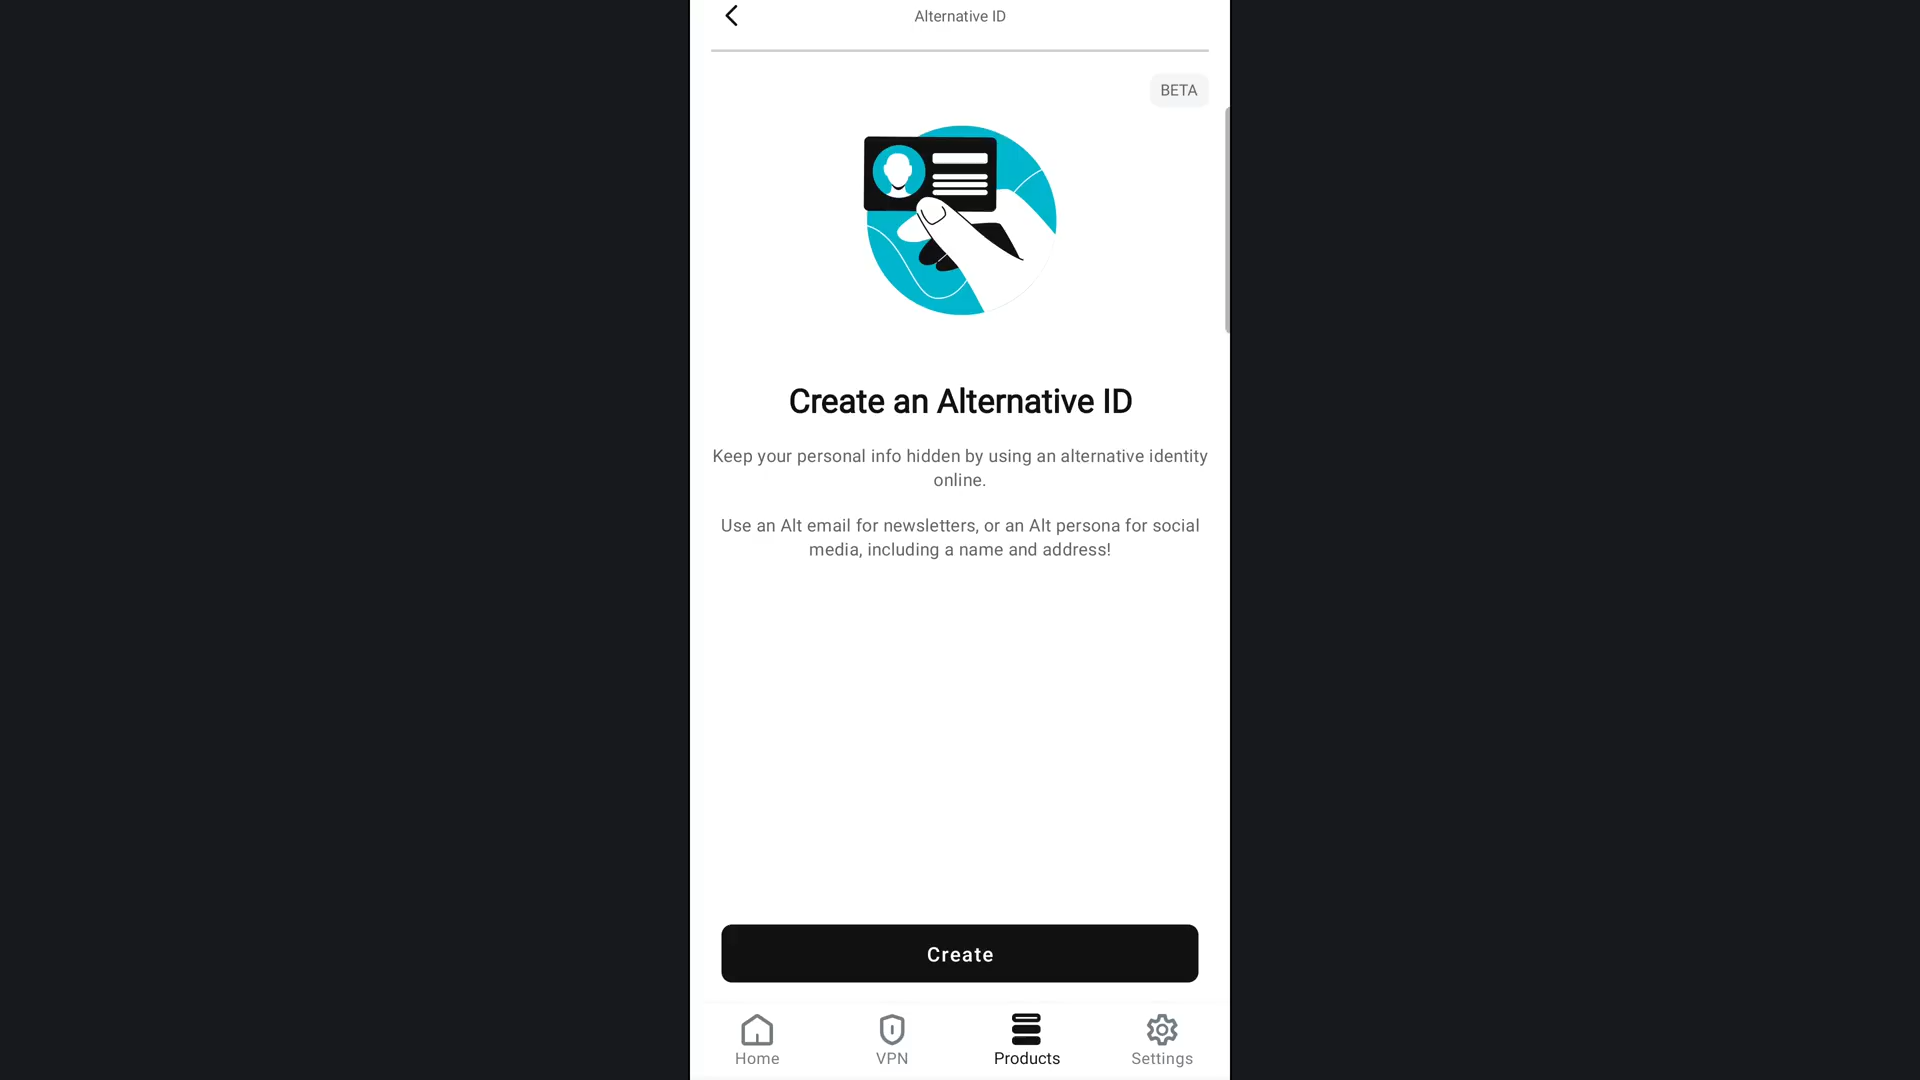 Alternative ID
BETA
Create an Alternative ID
Keep your personal info hidden by using an alternative identity
online.
Use an Alt email for newsletters, or an Alt persona for social
media, including a name and address!
Create
Home
VPN
Products
Settings